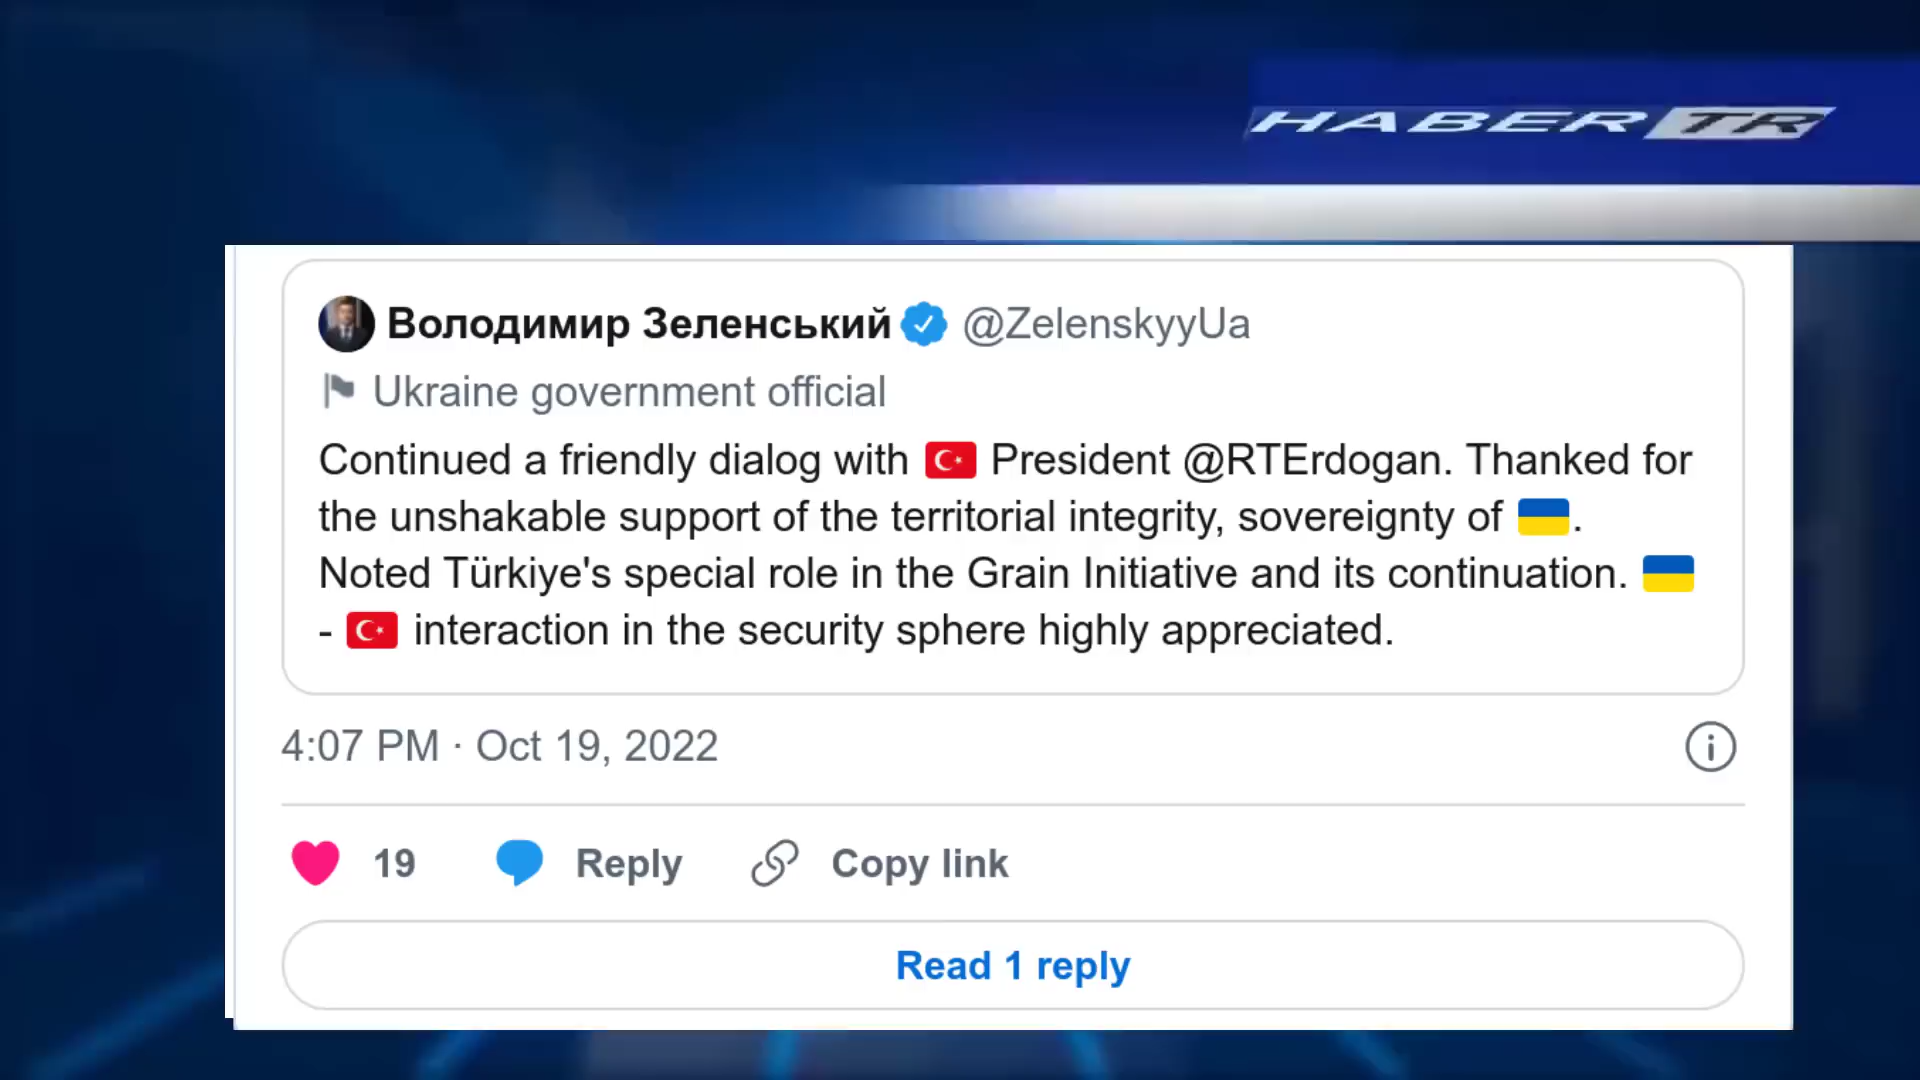 HABER TR
Володимир Зеленський @ZelenskyyUa
Ukraine government official
Continued a friendly dialog with 🇹🇷 President @RTErdogan. Thanked for
the unshakable support of the territorial integrity, sovereignty of 🇺🇦.
Noted Türkiye's special role in the Grain Initiative and its continuation. 🇺🇦
- 🇹🇷 interaction in the security sphere highly appreciated.
4:07 PM · Oct 19, 2022
19 Reply Copy link
Read 1 reply